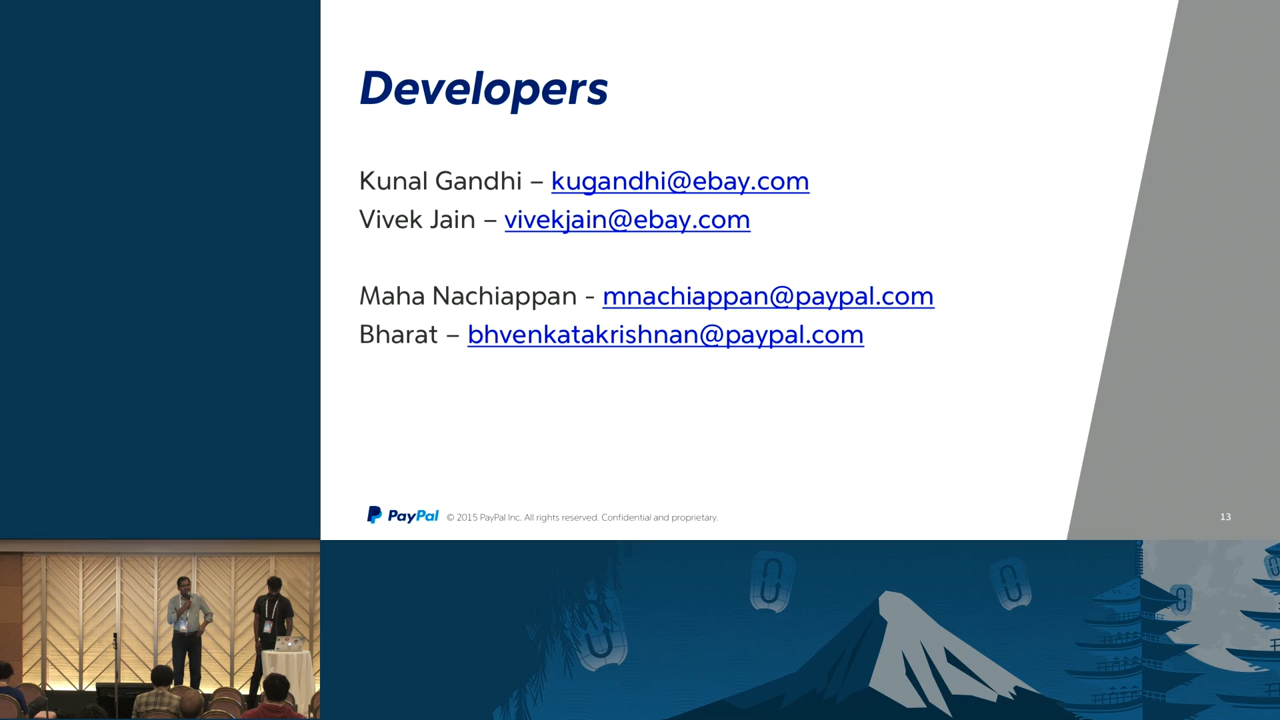 Developers
Kunal Gandhi – kugandhi@ebay.com
Vivek Jain – vivekjain@ebay.com
Maha Nachiappan - mnachiappan@paypal.com
Bharat – bhvenkatakrishnan@paypal.com
PayPal © 2015 PayPal Inc. All rights reserved. Confidential and proprietary.
13